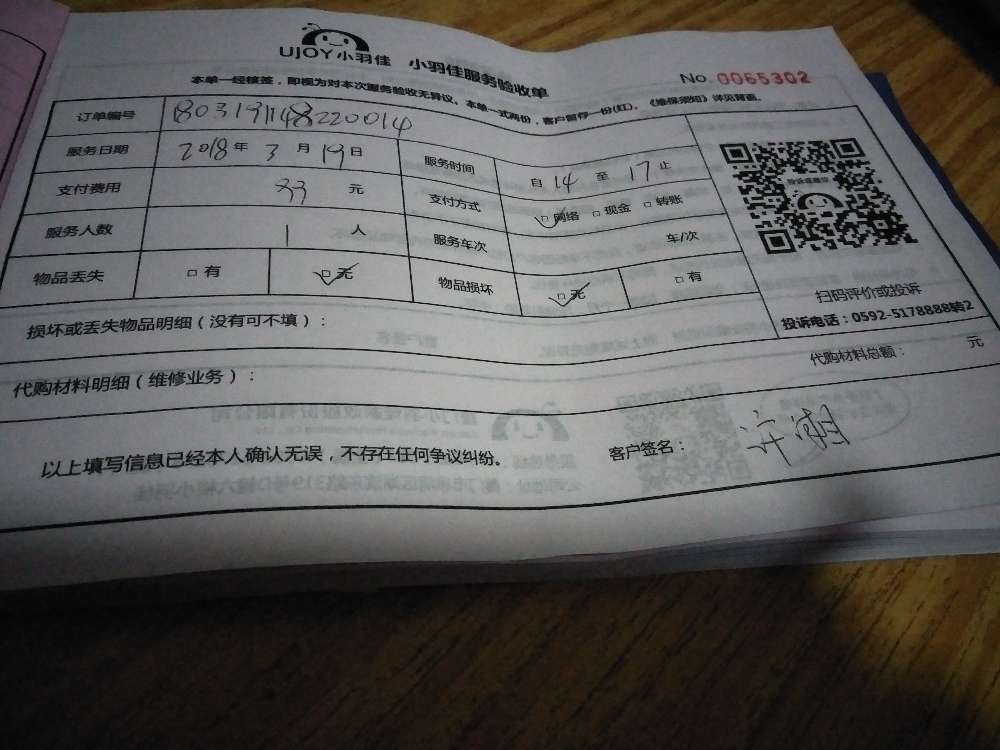 UJOY小羽佳 小羽佳服务验收单 No. 0065302
本单一经核签，即视为对本次服务验收无异议。本单一式两份，客户留存一份(红)，《维保须知》详见背面。
订单编号 1803191148220014
服务日期 2018年 3 月 19日 服务时间 自 14 至 17 止
支付费用 33 元 支付方式 ☑网络 □现金 □转账
服务人数 1 人 服务车次 车/次
物品丢失 □有 ☑无 物品损坏 ☑无 □有
扫码评价或投诉
投诉电话：0592-5178888转2
损坏或丢失物品明细（没有可不填）：
代购材料明细（维修业务）： 代购材料总额： 元
以上填写信息已经本人确认无误，不存在任何争议纠纷。 客户签名：